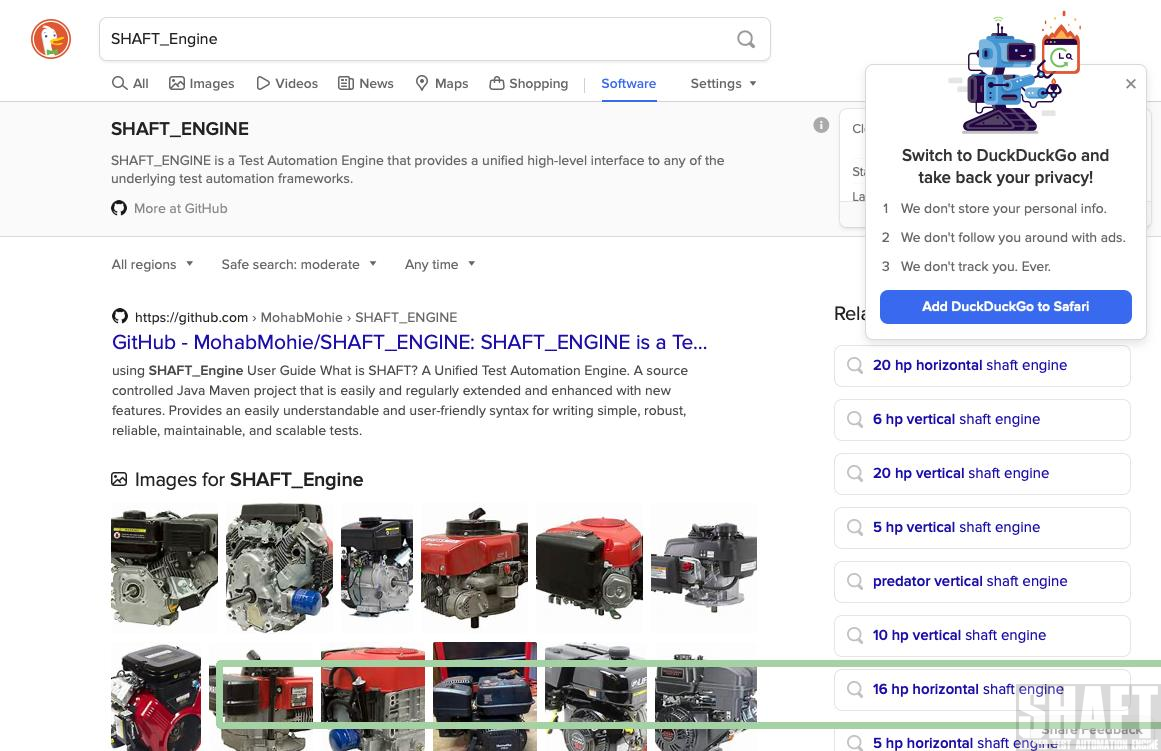 SHAFT_Engine
All
Images
Videos
News
Maps
Shopping
Software
Settings
SHAFT_ENGINE
SHAFT_ENGINE is a Test Automation Engine that provides a unified high-level interface to any of the
underlying test automation frameworks.
More at GitHub
Cl
Sta
La
Switch to DuckDuckGo and
take back your privacy!
1 We don't store your personal info.
2 We don't follow you around with ads.
3 We don't track you. Ever.
Add DuckDuckGo to Safari
All regions
Safe search: moderate
Any time
https://github.com › MohabMohie › SHAFT_ENGINE
GitHub - MohabMohie/SHAFT_ENGINE: SHAFT_ENGINE is a Te...
using SHAFT_Engine User Guide What is SHAFT? A Unified Test Automation Engine. A source
controlled Java Maven project that is easily and regularly extended and enhanced with new
features. Provides an easily understandable and user-friendly syntax for writing simple, robust,
reliable, maintainable, and scalable tests.
Images for SHAFT_Engine
Rela
20 hp horizontal shaft engine
6 hp vertical shaft engine
20 hp vertical shaft engine
5 hp vertical shaft engine
predator vertical shaft engine
10 hp vertical shaft engine
16 hp horizontal shaft engine
5 hp horizontal shaft engine
SHAFT
Share Feedback